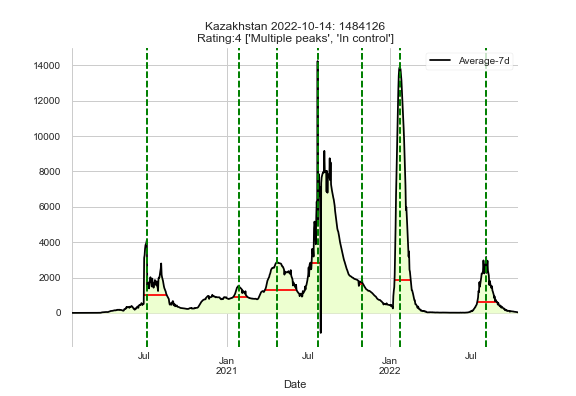 Kazakhstan 2022-10-14: 1484126
Rating:4 ['Multiple peaks', 'In control']
Average-7d
14000
12000
10000
8000
6000
4000
2000
0
Jul
Jan
2021
Jul
Jan
2022
Jul
Date